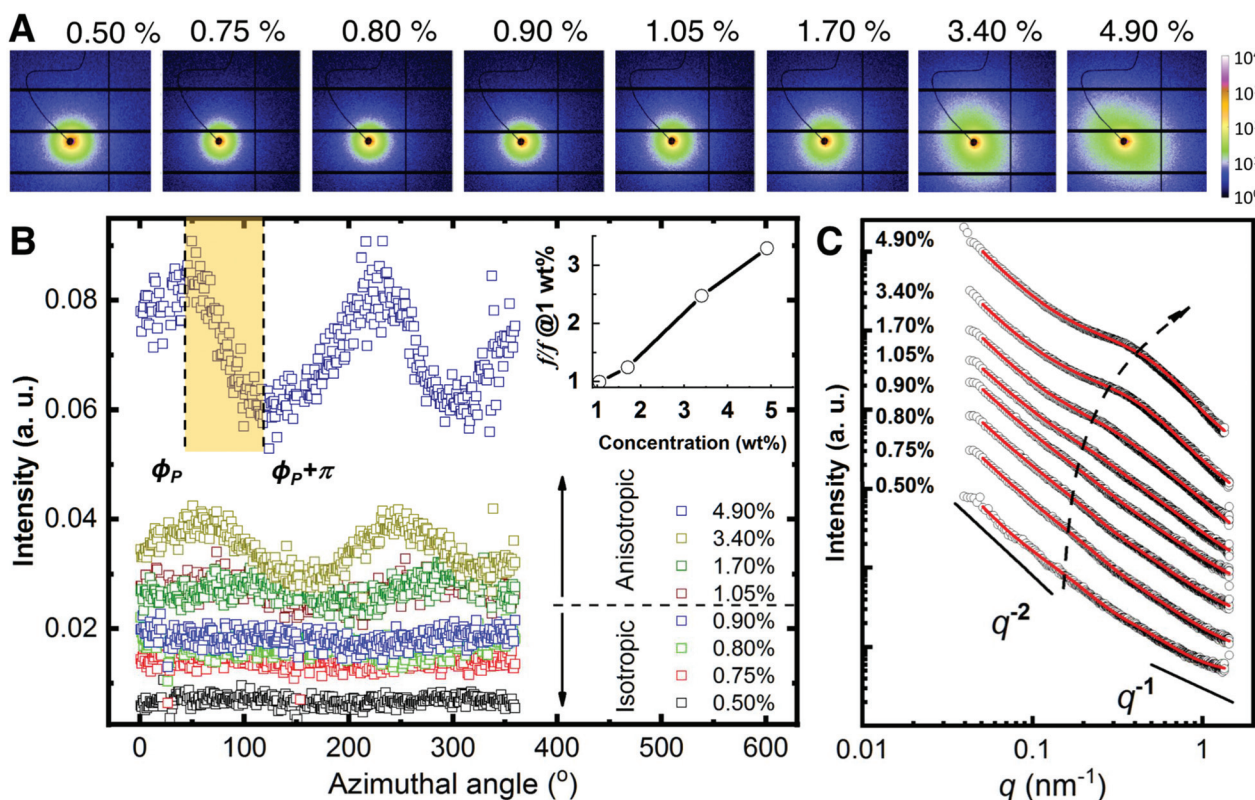 A
0.50 % 0.75 % 0.80 % 0.90 % 1.05 % 1.70 % 3.40 % 4.90 %
10⁰
B
0.08
0.06
0.04
0.02
Intensity (a. u.)
0 100 200 300 400 500 600
Azimuthal angle (°)
ϕP
ϕP+π
f/f@1 wt%
3
2
1
1 2 3 4 5
Concentration (wt%)
Anisotropic
Isotropic
4.90%
3.40%
1.70%
1.05%
0.90%
0.80%
0.75%
0.50%
C
4.90%
3.40%
1.70%
1.05%
0.90%
0.80%
0.75%
0.50%
q⁻²
q⁻¹
Intensity (a. u.)
0.01 0.1 1
q (nm⁻¹)